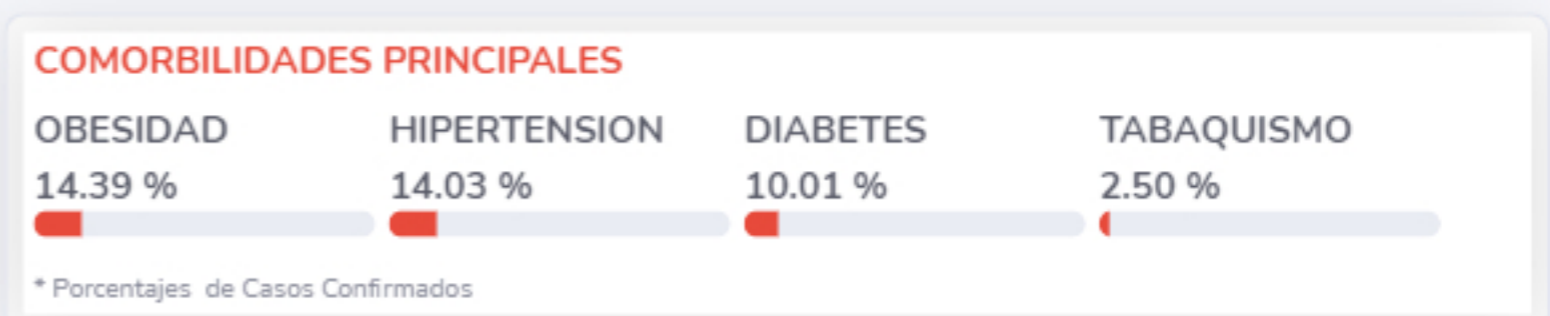 COMORBILIDADES PRINCIPALES
OBESIDAD HIPERTENSION DIABETES TABAQUISMO
14.39 % 14.03 % 10.01 % 2.50 %
* Porcentajes de Casos Confirmados